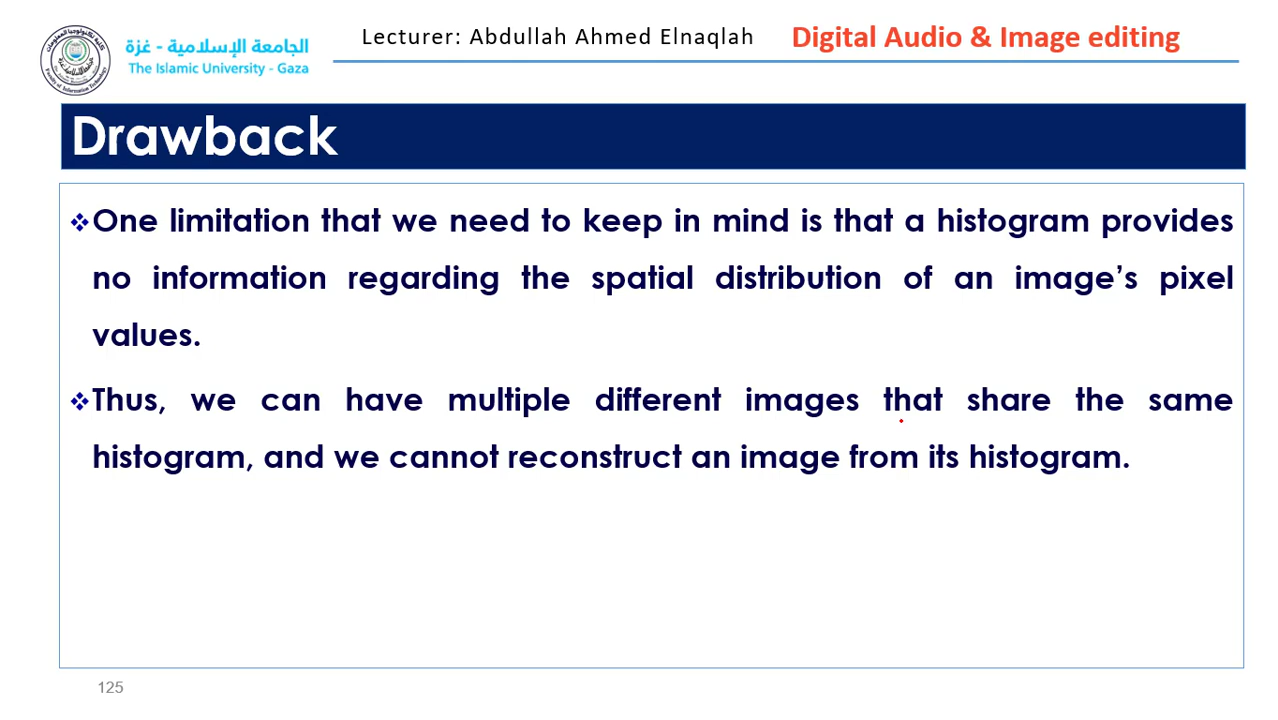 الجامعة الإسلامية - غزة
The Islamic University - Gaza
Lecturer: Abdullah Ahmed Elnaqlah
Digital Audio & Image editing
Drawback
❖One limitation that we need to keep in mind is that a histogram provides
no information regarding the spatial distribution of an image’s pixel
values.
❖Thus, we can have multiple different images that share the same
histogram, and we cannot reconstruct an image from its histogram.
125